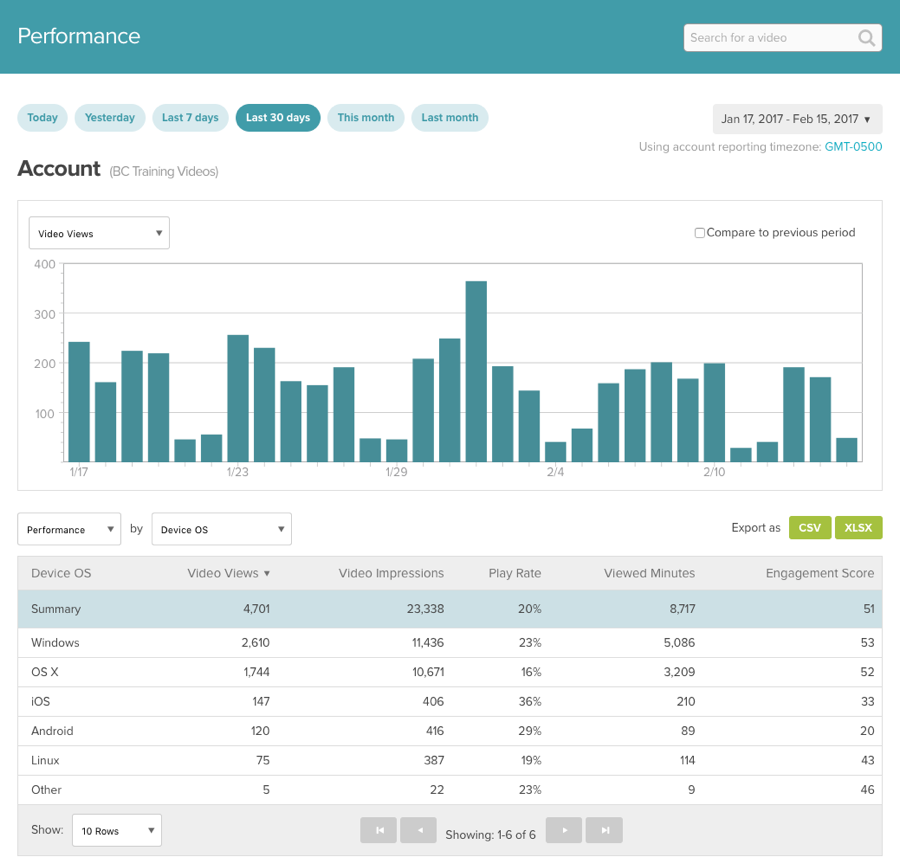 Performance
Search for a video
Today Yesterday Last 7 days Last 30 days This month Last month
Jan 17, 2017 - Feb 15, 2017 ▼
Using account reporting timezone: GMT-0500
Account (BC Training Videos)
Video Views ▼
Compare to previous period
400
300
200
100
1/17 1/23 1/29 2/4 2/10
Performance ▼ by Device OS ▼
Export as CSV XLSX
Device OS Video Views ▼ Video Impressions Play Rate Viewed Minutes Engagement Score
Summary 4,701 23,338 20% 8,717 51
Windows 2,610 11,436 23% 5,086 53
OS X 1,744 10,671 16% 3,209 52
iOS 147 406 36% 210 33
Android 120 416 29% 89 20
Linux 75 387 19% 114 43
Other 5 22 23% 9 46
Show: 10 Rows ▼ Showing: 1-6 of 6